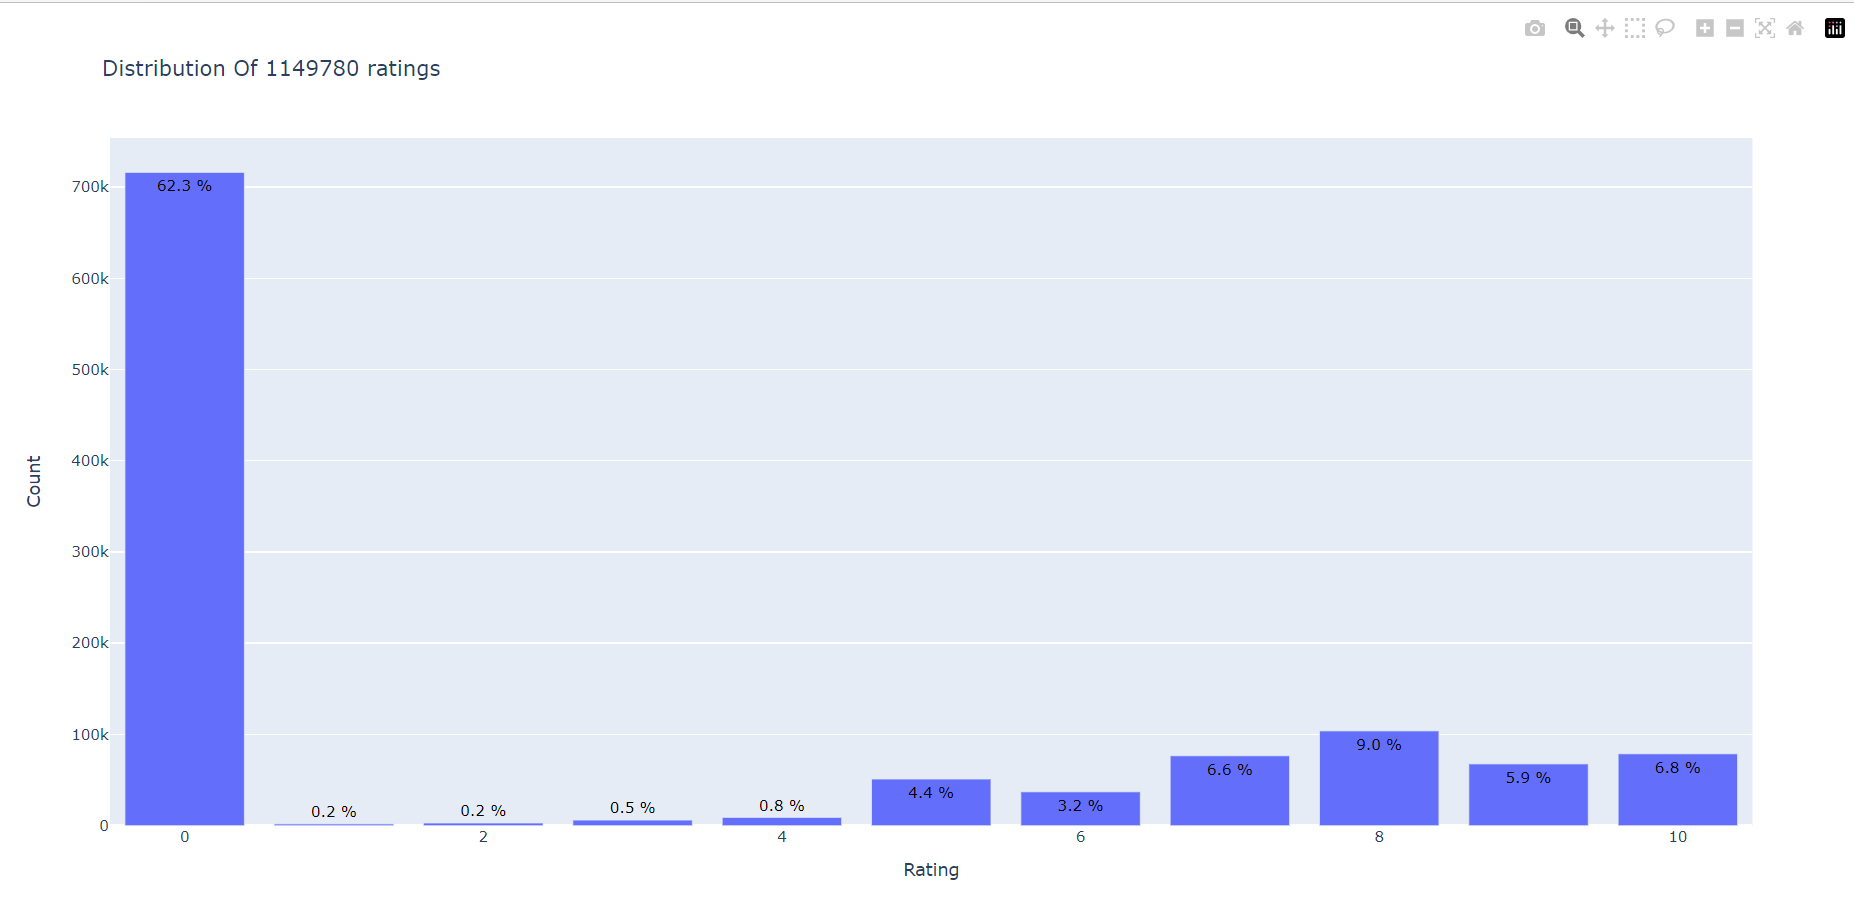 Distribution Of 1149780 ratings
700k
600k
500k
400k
300k
200k
100k
0
Count
62.3 %
0.2 %
0.2 %
0.5 %
0.8 %
4.4 %
3.2 %
6.6 %
9.0 %
5.9 %
6.8 %
0 2 4 6 8 10
Rating